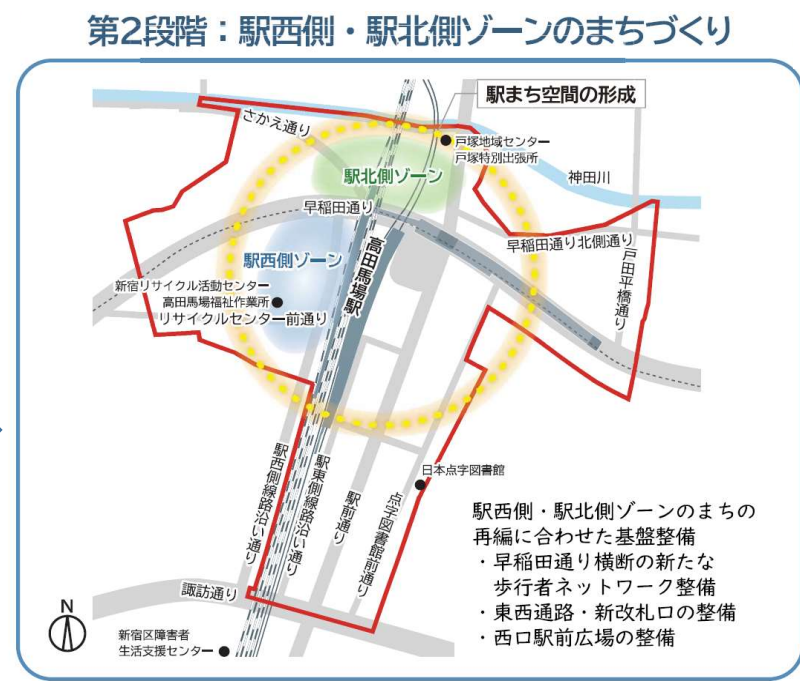 第2段階：駅西側・駅北側ゾーンのまちづくり
駅まち空間の形成
さかえ通り
戸塚地域センター
戸塚特別出張所
駅北側ゾーン
神田川
早稲田通り
早稲田通り北側通り
戸田平橋通り
駅西側ゾーン
高田馬場駅
新宿リサイクル活動センター
高田馬場福祉作業所
リサイクルセンター前通り
日本点字図書館
駅西側線路沿い通り
駅東側線路沿い通り
駅前通り
点字図書館前通り
諏訪通り
N
新宿区障害者
生活支援センター
駅西側・駅北側ゾーンのまちの
再編に合わせた基盤整備
・早稲田通り横断の新たな
歩行者ネットワーク整備
・東西通路・新改札口の整備
・西口駅前広場の整備